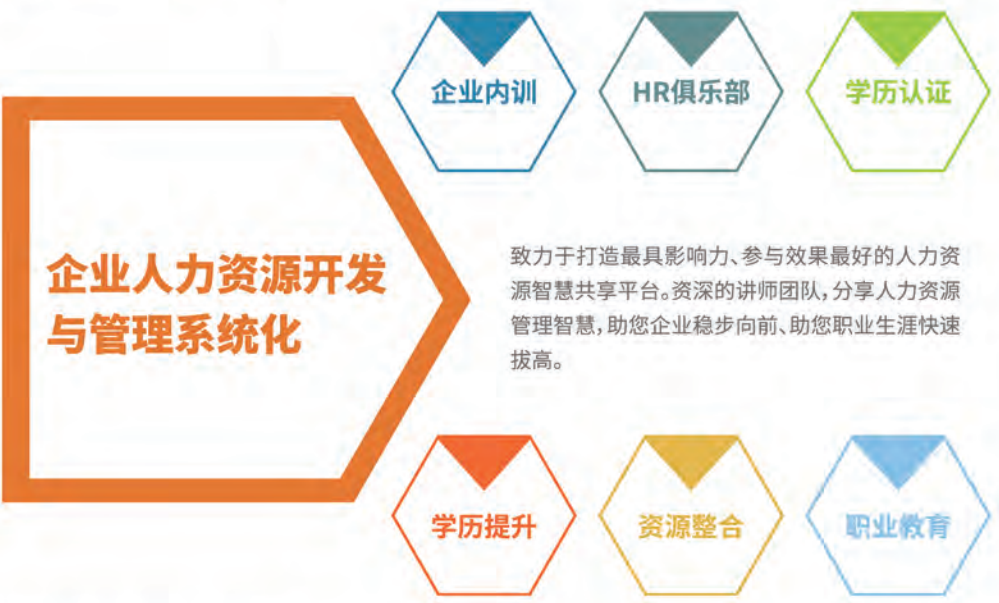 企业内训
HR俱乐部
学历认证
企业人力资源开发
与管理系统化
致力于打造最具影响力、参与效果最好的人力资
源智慧共享平台。资深的讲师团队,分享人力资源
管理智慧,助您企业稳步向前、助您职业生涯快速
拔高。
学历提升
资源整合
职业教育